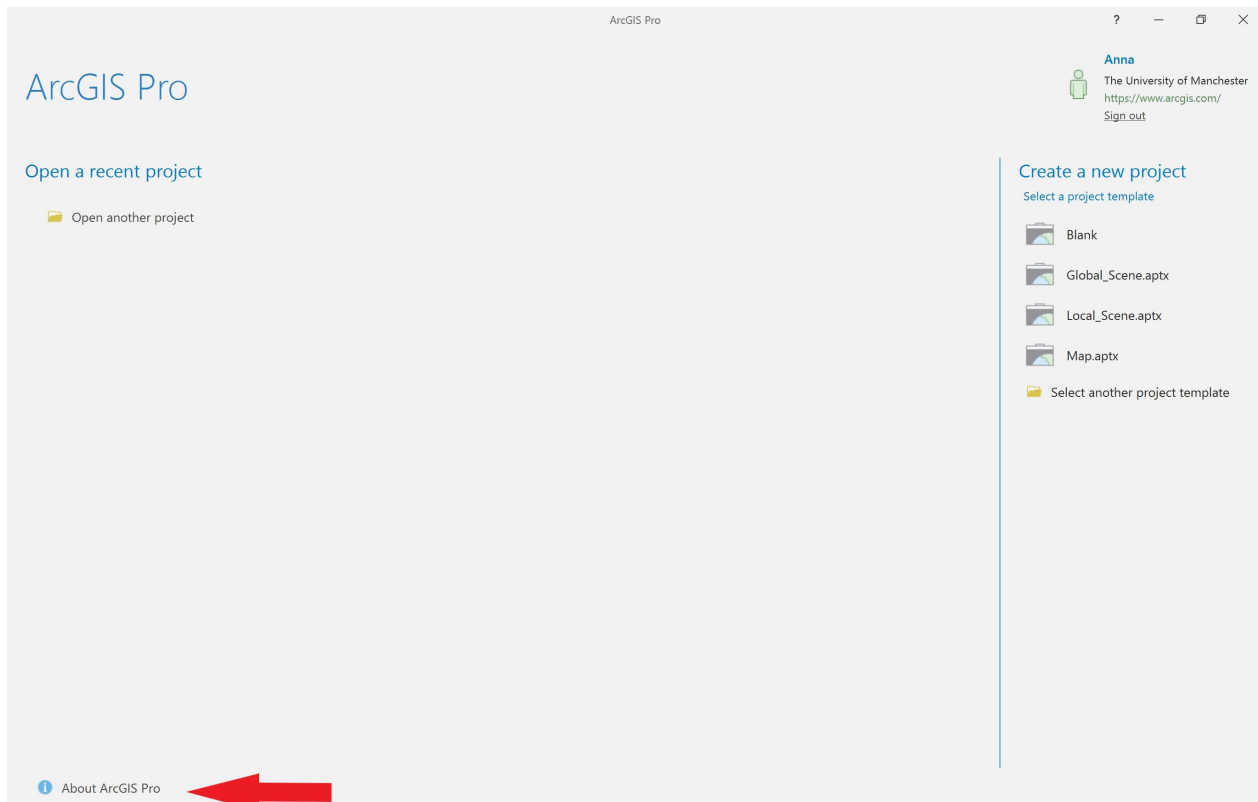 ArcGIS Pro
?
ArcGIS Pro
Anna
The University of Manchester
https://www.arcgis.com/
Sign out
Open a recent project
Open another project
Create a new project
Select a project template
Blank
Global_Scene.aptx
Local_Scene.aptx
Map.aptx
Select another project template
About ArcGIS Pro